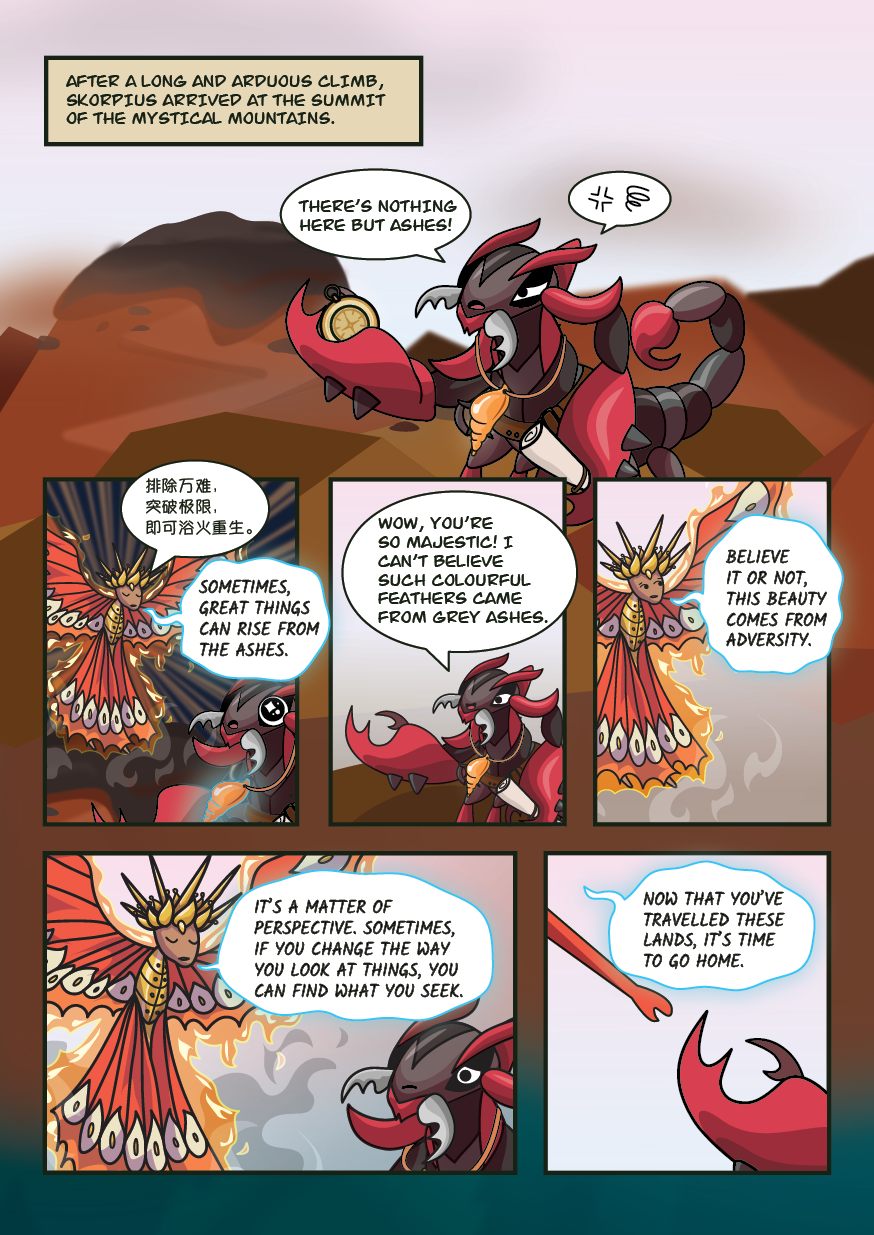 AFTER A LONG AND ARDUOUS CLIMB,
SKORPIUS ARRIVED AT THE SUMMIT
OF THE MYSTICAL MOUNTAINS.
THERE'S NOTHING
HERE BUT ASHES!
排除万难,
突破极限,
即可浴火重生。
SOMETIMES,
GREAT THINGS
CAN RISE FROM
THE ASHES.
WOW, YOU'RE
SO MAJESTIC! I
CAN'T BELIEVE
SUCH COLOURFUL
FEATHERS CAME
FROM GREY ASHES.
BELIEVE
IT OR NOT,
THIS BEAUTY
COMES FROM
ADVERSITY.
IT'S A MATTER OF
PERSPECTIVE. SOMETIMES,
IF YOU CHANGE THE WAY
YOU LOOK AT THINGS, YOU
CAN FIND WHAT YOU SEEK.
NOW THAT YOU'VE
TRAVELLED THESE
LANDS, IT'S TIME
TO GO HOME.